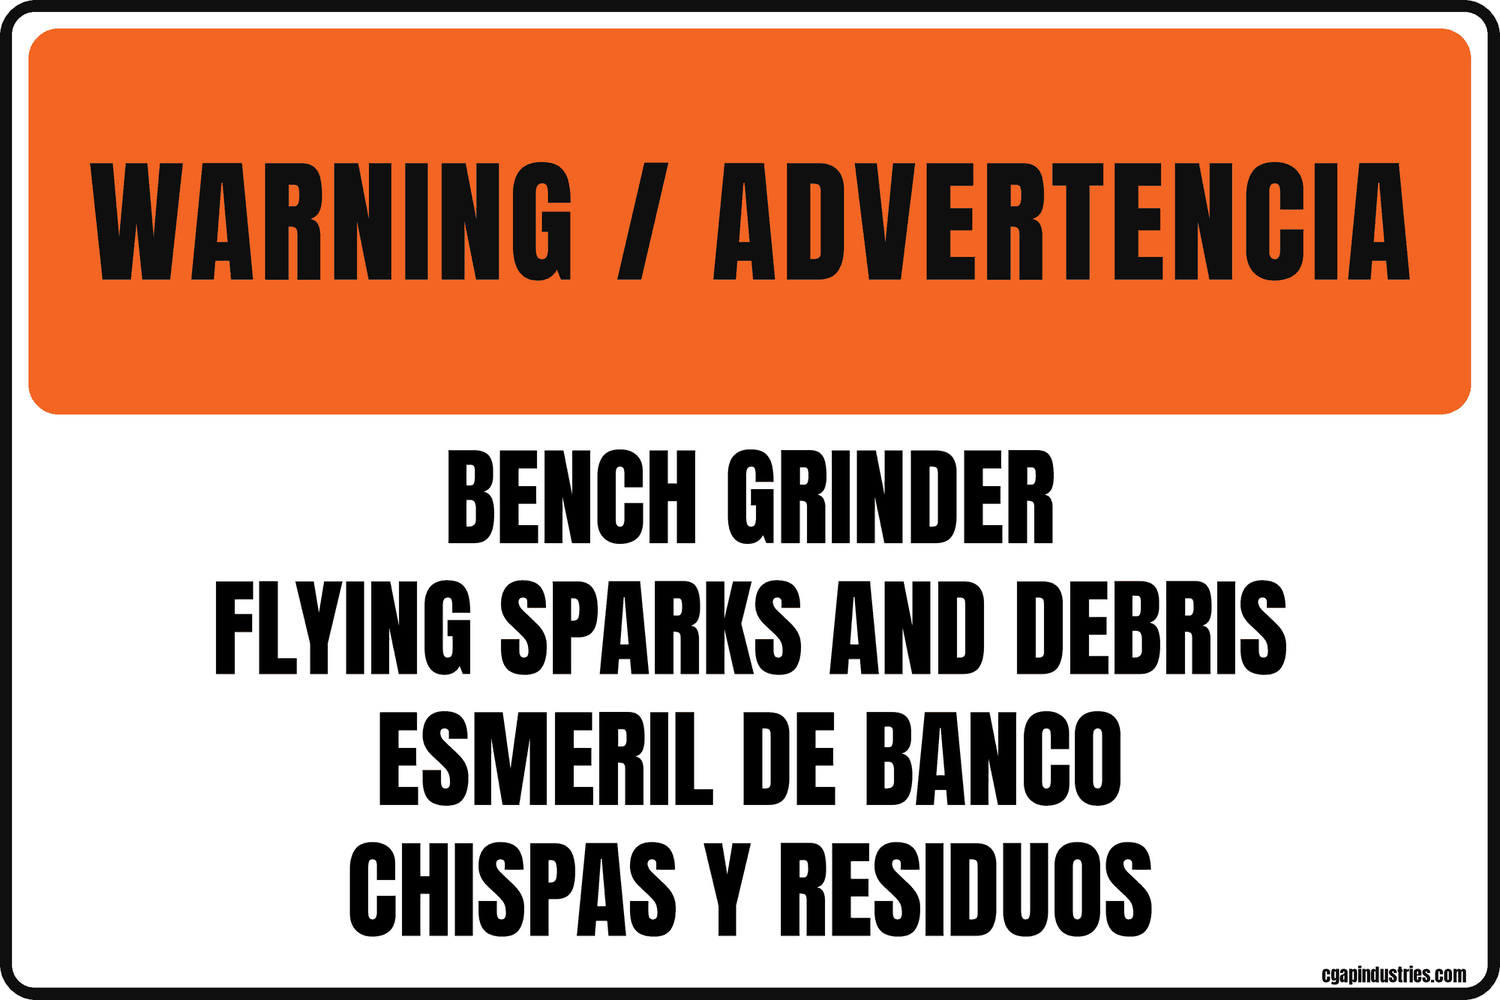 WARNING / ADVERTENCIA
BENCH GRINDER
FLYING SPARKS AND DEBRIS
ESMERIL DE BANCO
CHISPAS Y RESIDUOS
cgapindustries.com